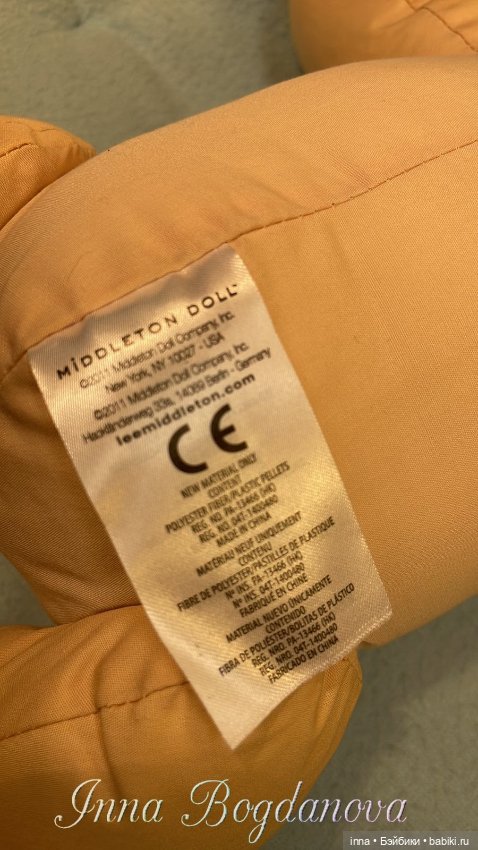 MiDDLETON DOLL™
©2011 Middleton Doll Company, Inc.
New York, NY 10027 - USA
©2011 Middleton Doll Company, Inc.
Hacklinderweg 33a, 14089 Berlin - Germany
leemiddleton.com
CE
NEW MATERIAL ONLY
CONTENT
POLYESTER FIBER/PLASTIC PELLETS
REG. NO. PA-13466 (HK)
REG. NO. 04T-1400480
MADE IN CHINA
MATÉRIAU NEUF UNIQUEMENT
CONTENU
FIBRE DE POLYESTER/PASTILLES DE PLASTIQUE
Nº INS. PA-13466 (HK)
Nº INS. 04T-1400480
FABRIQUÉ EN CHINE
MATERIAL NUEVO ÚNICAMENTE
CONTENIDO
FIBRA DE POLIÉSTER/BOLITAS DE PLÁSTICO
REG. NRO. PA-13466 (HK)
REG. NRO. 04T-1400480
FABRICADO EN CHINA
Inna Bogdanova
inna • Бэйбики • babiki.ru